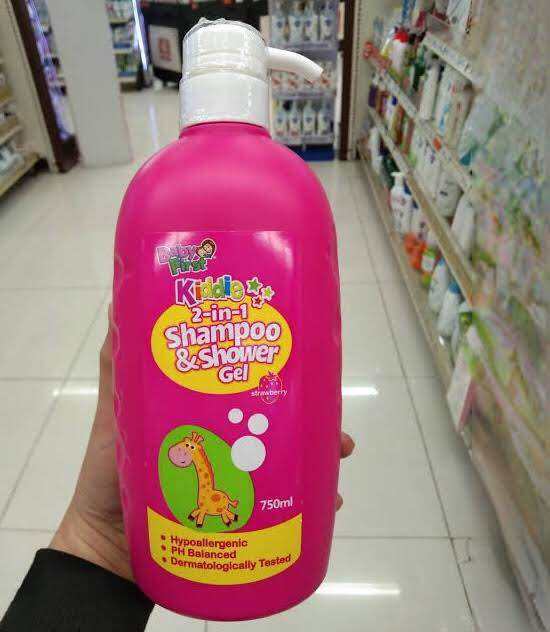 Baby
First
Kiddie
2-in-1
Shampoo
& Shower
Gel
strawberry
750ml
• Hypoallergenic
• PH Balanced
• Dermatologically Tested